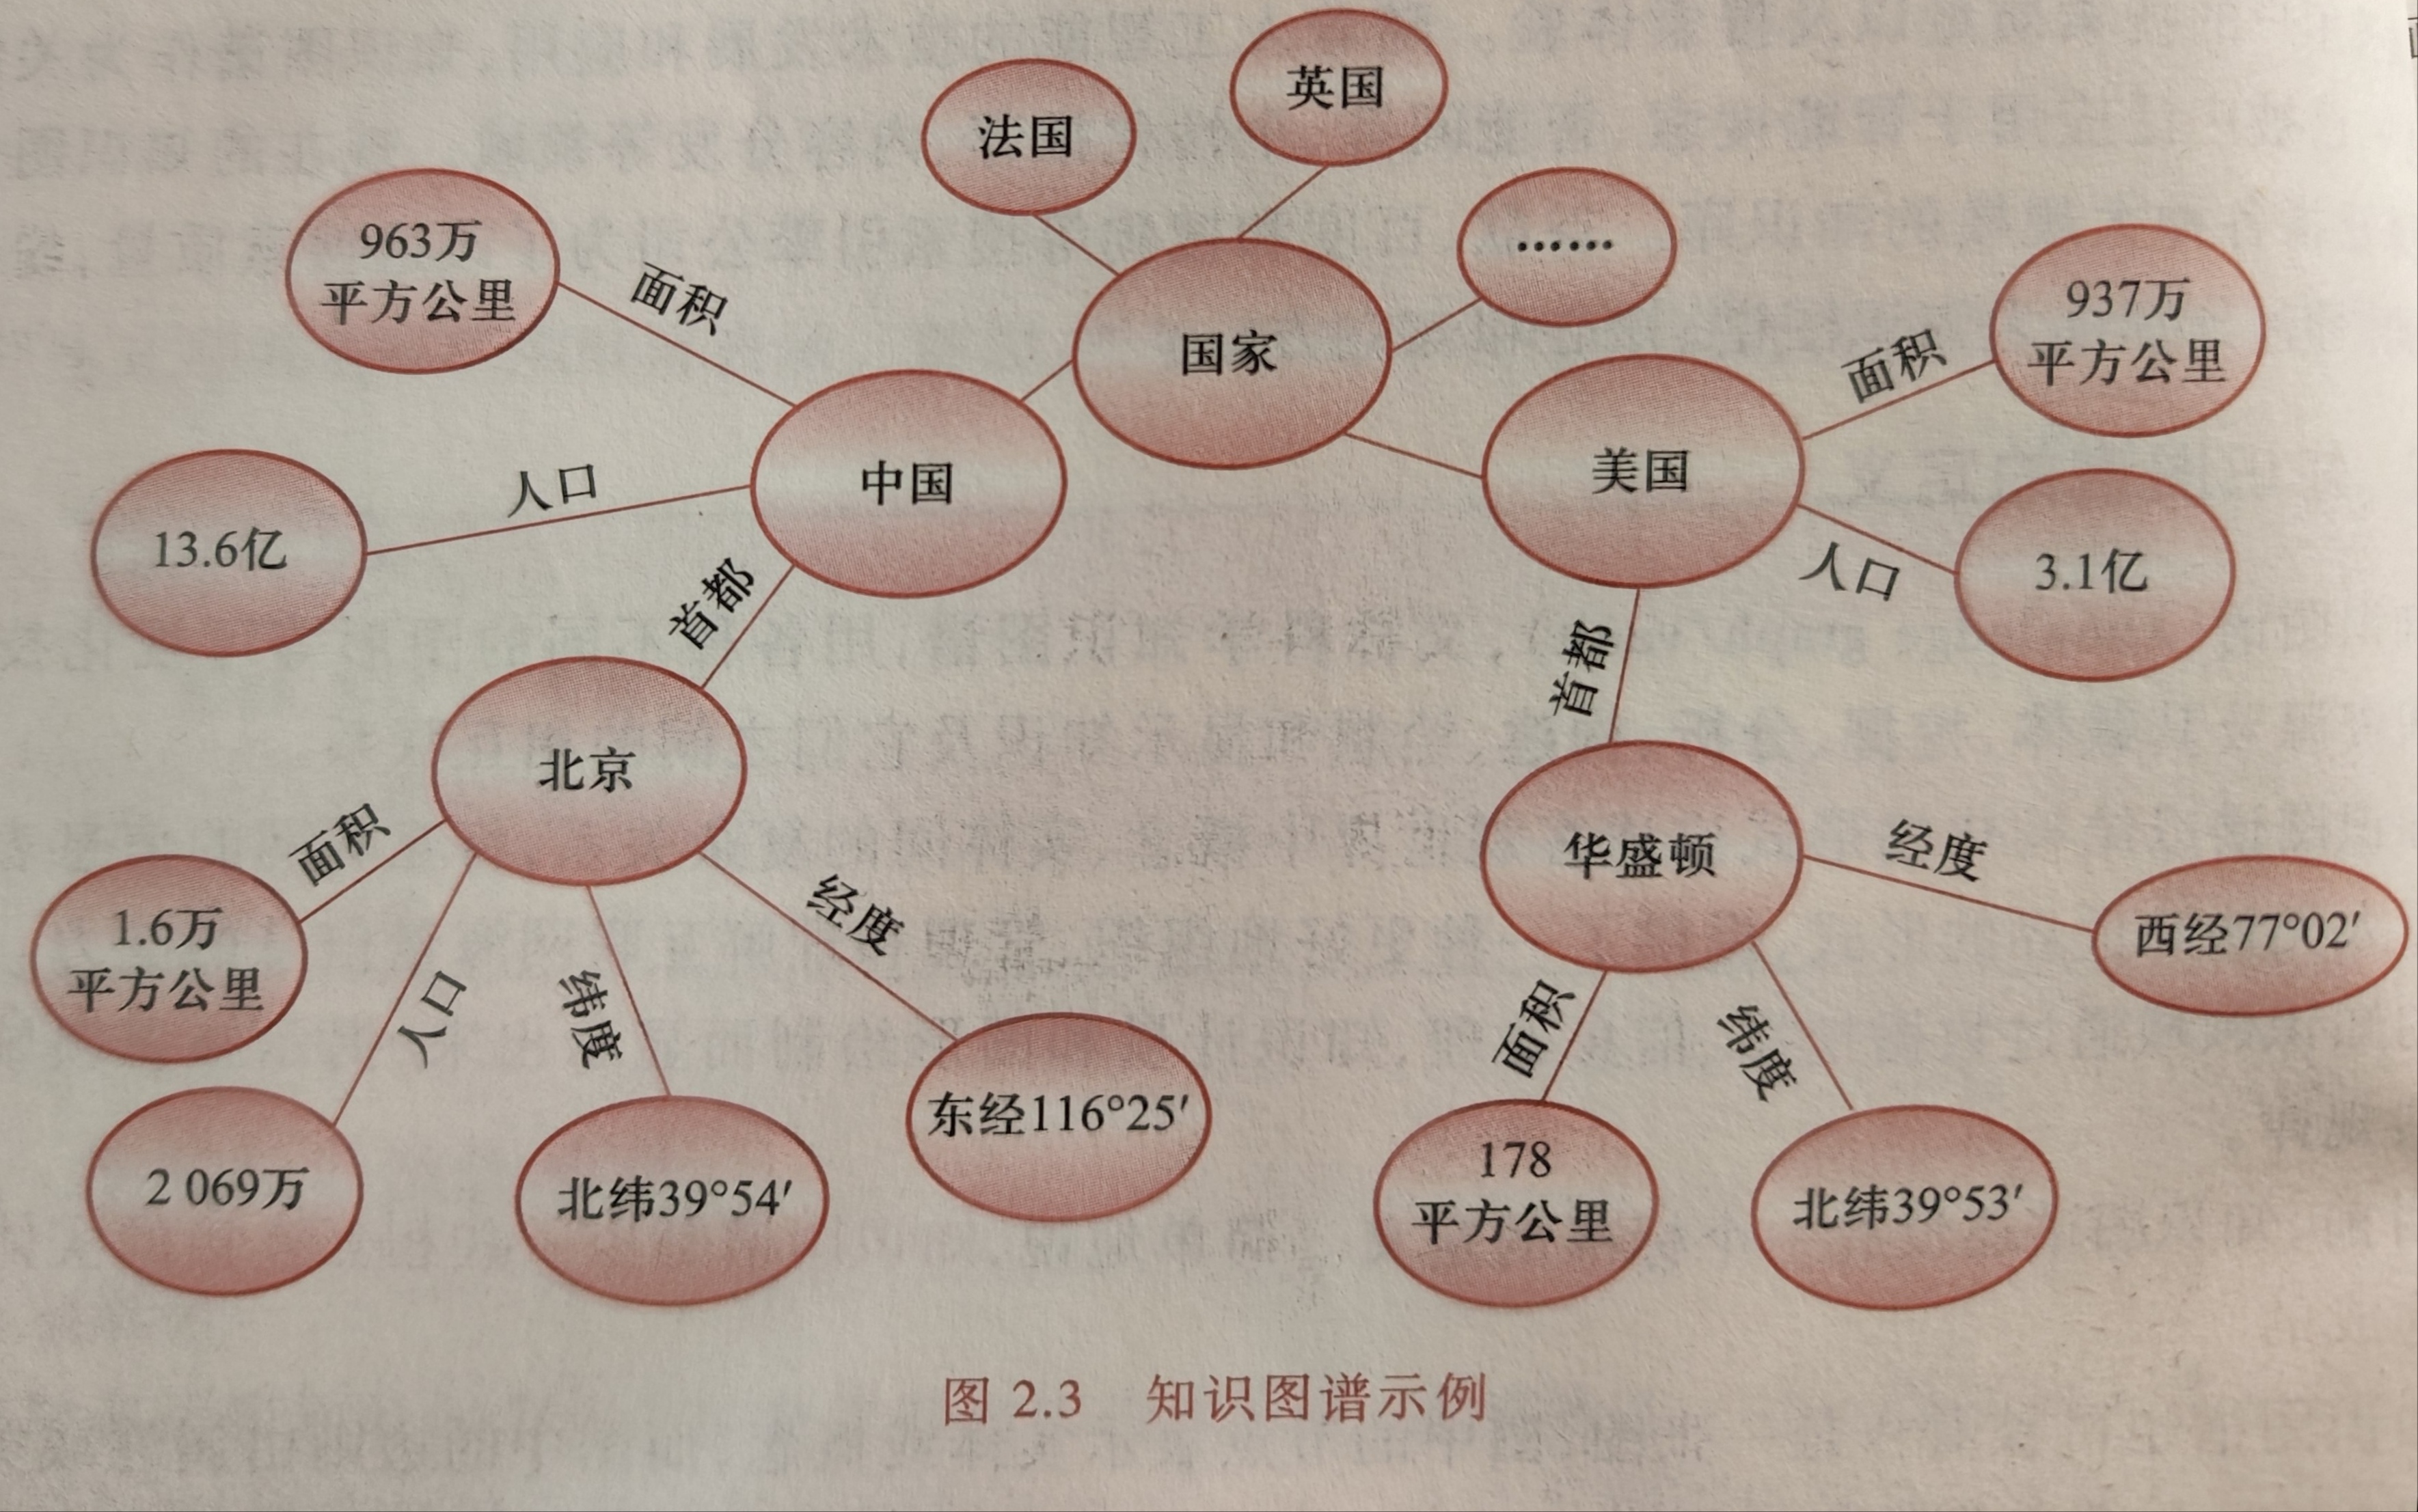 法国
英国
……
国家
963万
平方公里
面积
中国
人口
13.6亿
首都
北京
面积
1.6万
平方公里
人口
2 069万
纬度
北纬39°54′
经度
东经116°25′
美国
面积
937万
平方公里
人口
3.1亿
首都
华盛顿
经度
西经77°02′
面积
178
平方公里
纬度
北纬39°53′
图 2.3 知识图谱示例